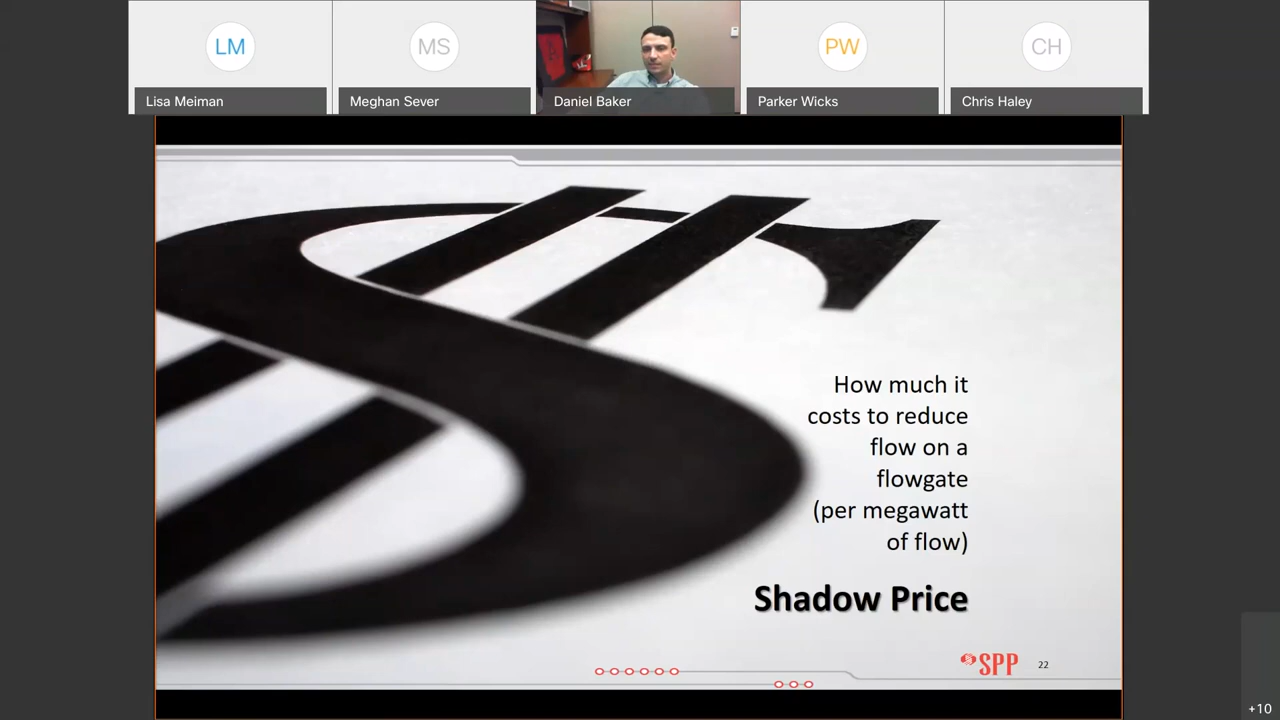 LM
MS
PW
CH
Lisa Meiman
Meghan Sever
Daniel Baker
Parker Wicks
Chris Haley
How much it
costs to reduce
flow on a
flowgate
(per megawatt
of flow)
Shadow Price
SPP
22
+10